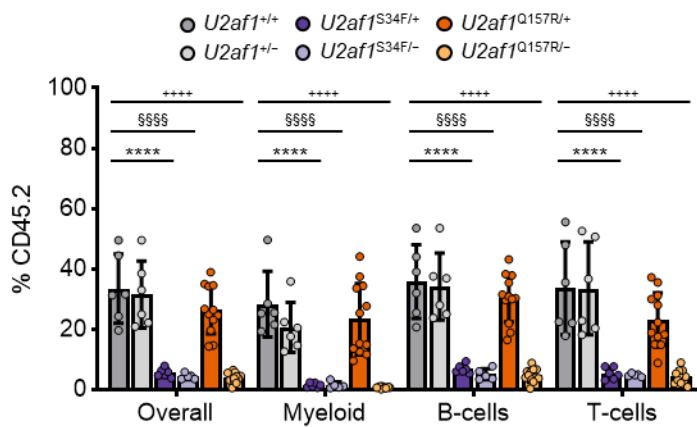 U2af1+/+ U2af1S34F/+ U2af1Q157R/+
U2af1+/− U2af1S34F/− U2af1Q157R/−
% CD45.2
100
80
60
40
20
0
++++ ++++ ++++ ++++
§§§§ §§§§ §§§§ §§§§
**** **** **** ****
Overall Myeloid B-cells T-cells